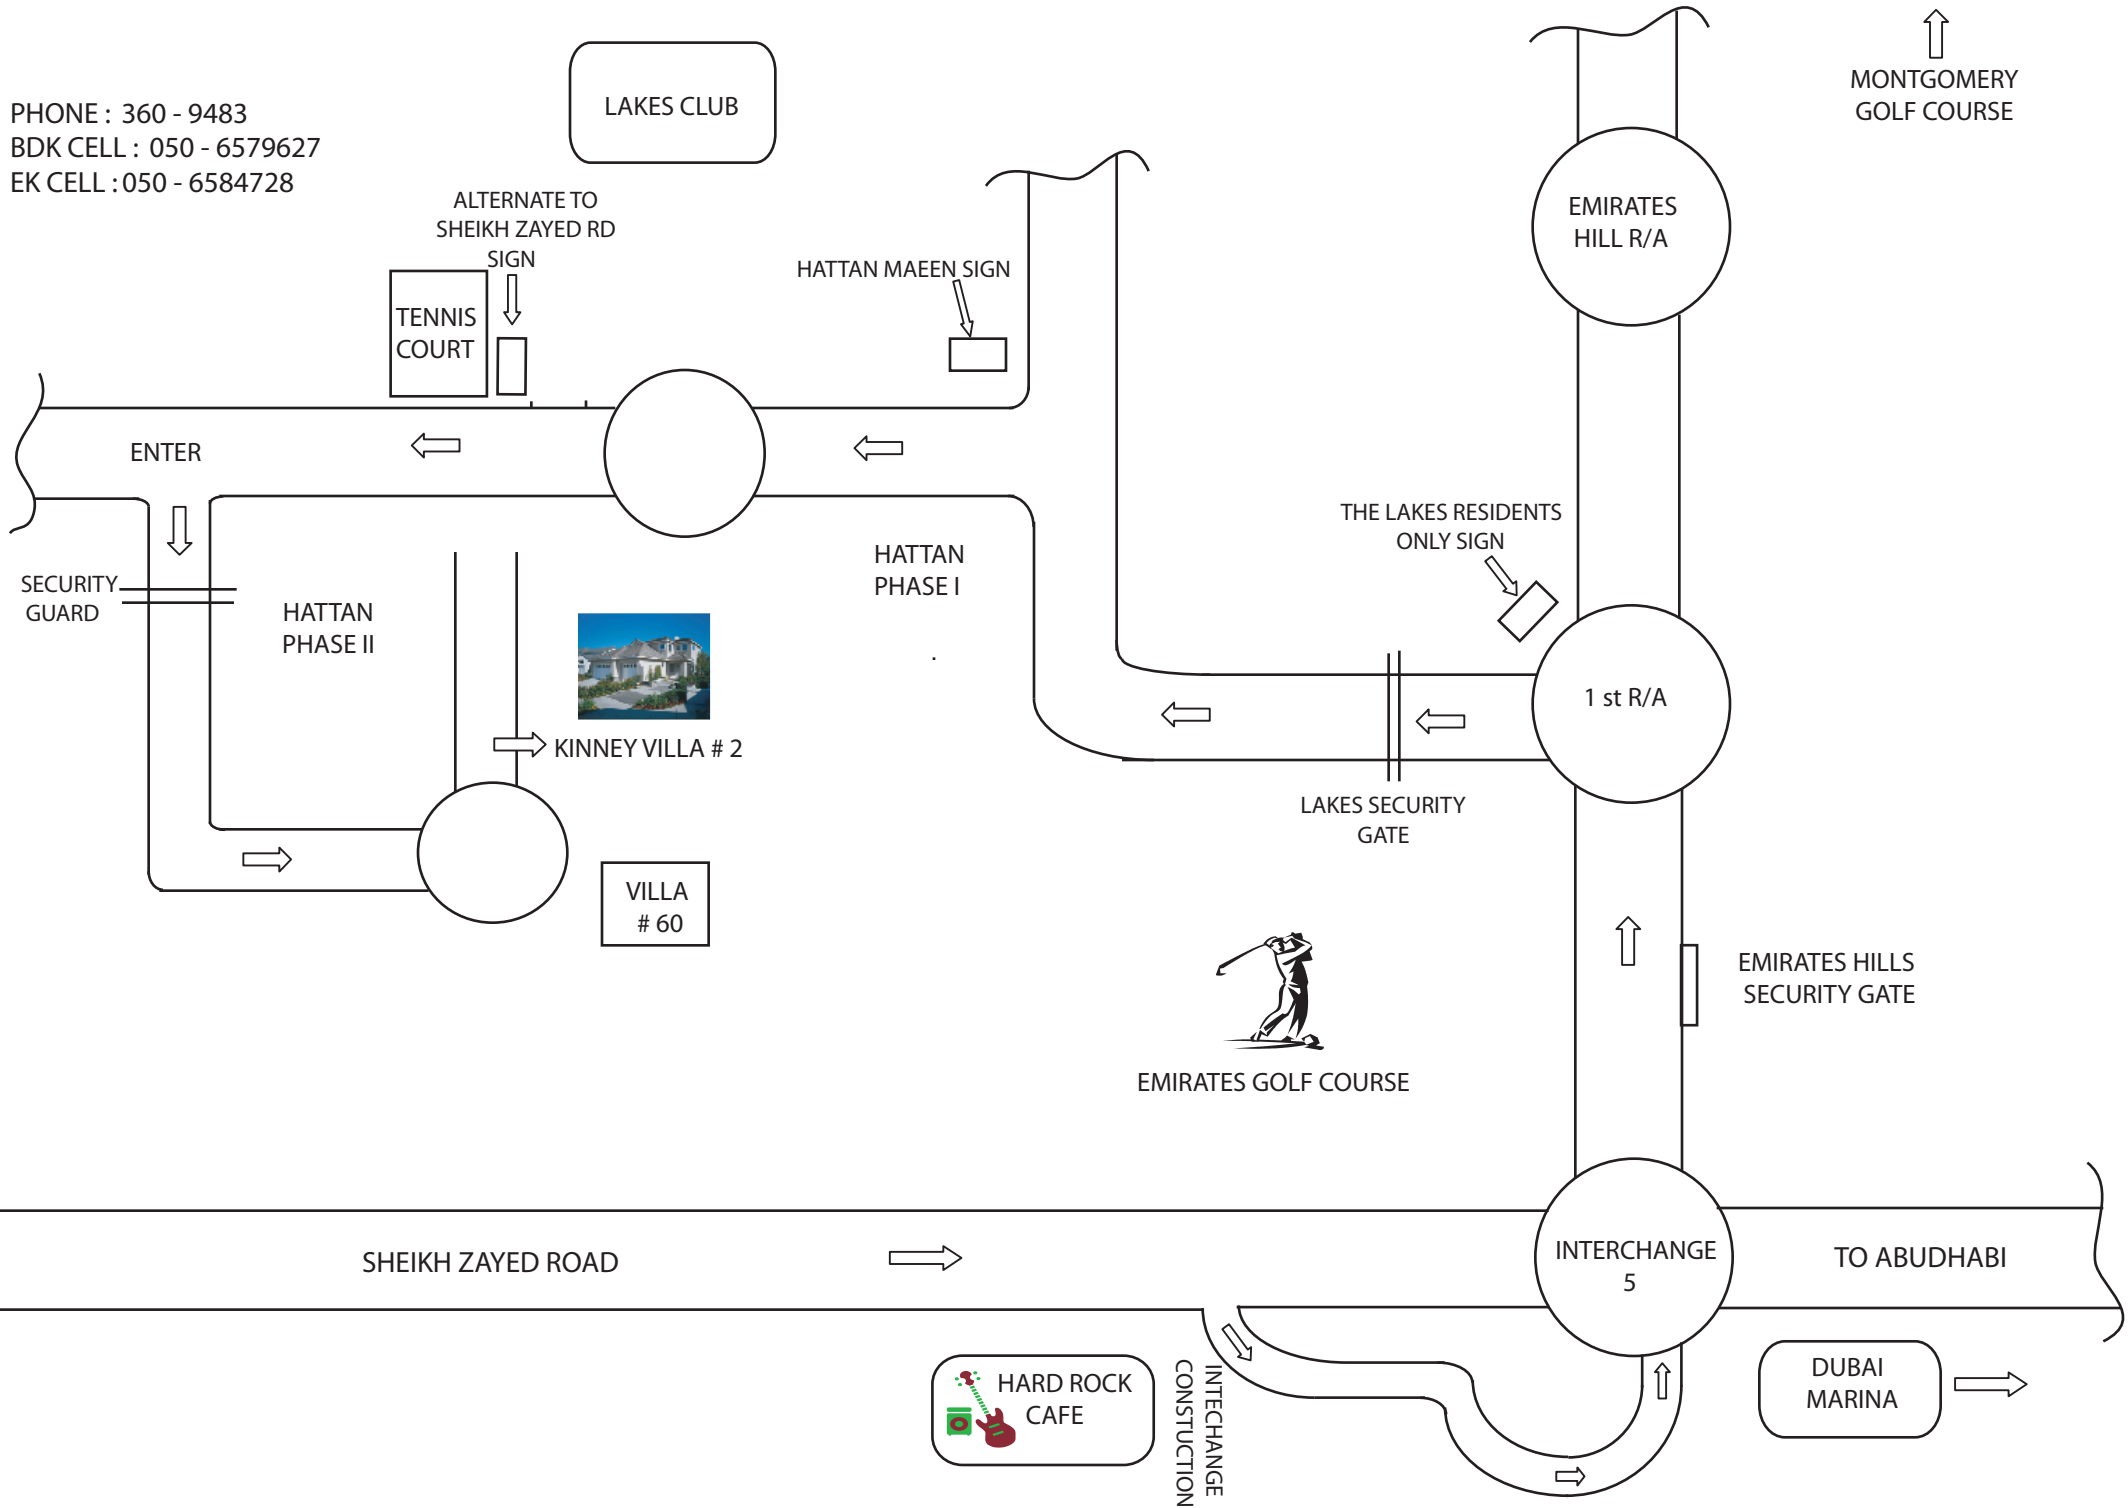 MONTGOMERY
GOLF COURSE
PHONE : 360 - 9483
BDK CELL : 050 - 6579627
EK CELL : 050 - 6584728
LAKES CLUB
ALTERNATE TO
SHEIKH ZAYED RD
SIGN
EMIRATES
HILL R/A
HATTAN MAEEN SIGN
TENNIS
COURT
ENTER
THE LAKES RESIDENTS
ONLY SIGN
HATTAN
PHASE I
SECURITY
GUARD
HATTAN
PHASE II
1 st R/A
KINNEY VILLA # 2
LAKES SECURITY
GATE
VILLA
# 60
EMIRATES HILLS
SECURITY GATE
EMIRATES GOLF COURSE
SHEIKH ZAYED ROAD
INTERCHANGE
5
TO ABUDHABI
HARD ROCK
CAFE
INTECHANGE
CONSTUCTION
DUBAI
MARINA